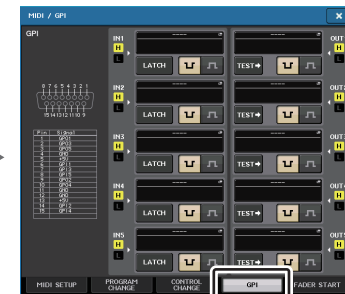 MIDI / GPI
GPI
IN1
OUT
H
L
LATCH
TEST
H
L
8 7 6 5 4 3 2 1
15 14 13 12 11 10 9
IN2
OUT
H
L
LATCH
TEST
H
L
Pin Signal
IN3
OUT
H
L
LATCH
TEST
H
L
IN4
OUT
H
L
LATCH
TEST
H
L
IN5
OUT
H
L
LATCH
TEST
H
L
MIDI SETUP
PROGRAM CHANGE
CONTROL CHANGE
GPI
FADER START